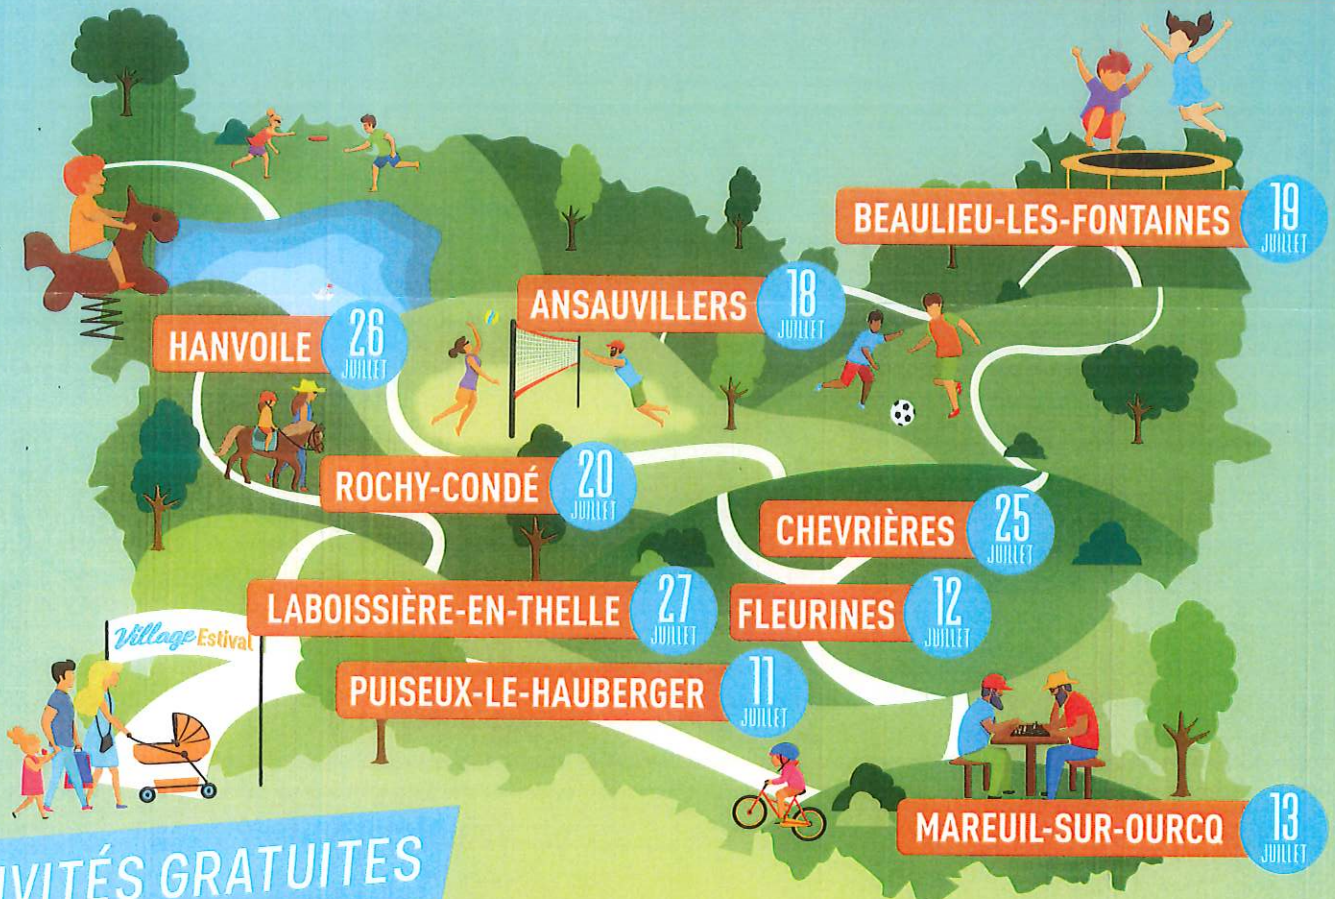 BEAULIEU-LES-FONTAINES 19 JUILLET
ANSAUVILLERS 18 JUILLET
HANVOILE 26 JUILLET
ROCHY-CONDÉ 20 JUILLET
CHEVRIÈRES 25 JUILLET
LABOISSIÈRE-EN-THELLE 27 JUILLET
FLEURINES 12 JUILLET
Village Estival
PUISEUX-LE-HAUBERGER 11 JUILLET
MAREUIL-SUR-OURCQ 13 JUILLET
IVITÉS GRATUITES